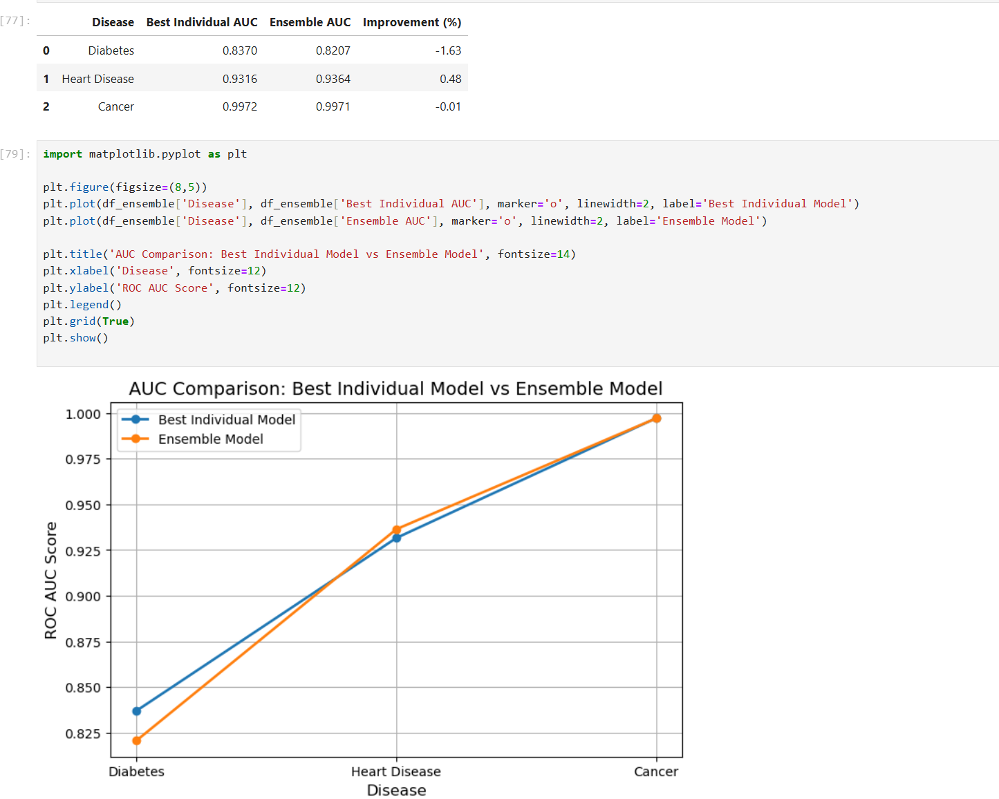 [77]:
Disease Best Individual AUC Ensemble AUC Improvement (%)
0 Diabetes 0.8370 0.8207 -1.63
1 Heart Disease 0.9316 0.9364 0.48
2 Cancer 0.9972 0.9971 -0.01
[79]:
import matplotlib.pyplot as plt
plt.figure(figsize=(8,5))
plt.plot(df_ensemble['Disease'], df_ensemble['Best Individual AUC'], marker='o', linewidth=2, label='Best Individual Model')
plt.plot(df_ensemble['Disease'], df_ensemble['Ensemble AUC'], marker='o', linewidth=2, label='Ensemble Model')
plt.title('AUC Comparison: Best Individual Model vs Ensemble Model', fontsize=14)
plt.xlabel('Disease', fontsize=12)
plt.ylabel('ROC AUC Score', fontsize=12)
plt.legend()
plt.grid(True)
plt.show()
AUC Comparison: Best Individual Model vs Ensemble Model
Best Individual Model
Ensemble Model
ROC AUC Score
1.000
0.975
0.950
0.925
0.900
0.875
0.850
0.825
Diabetes Heart Disease Cancer
Disease